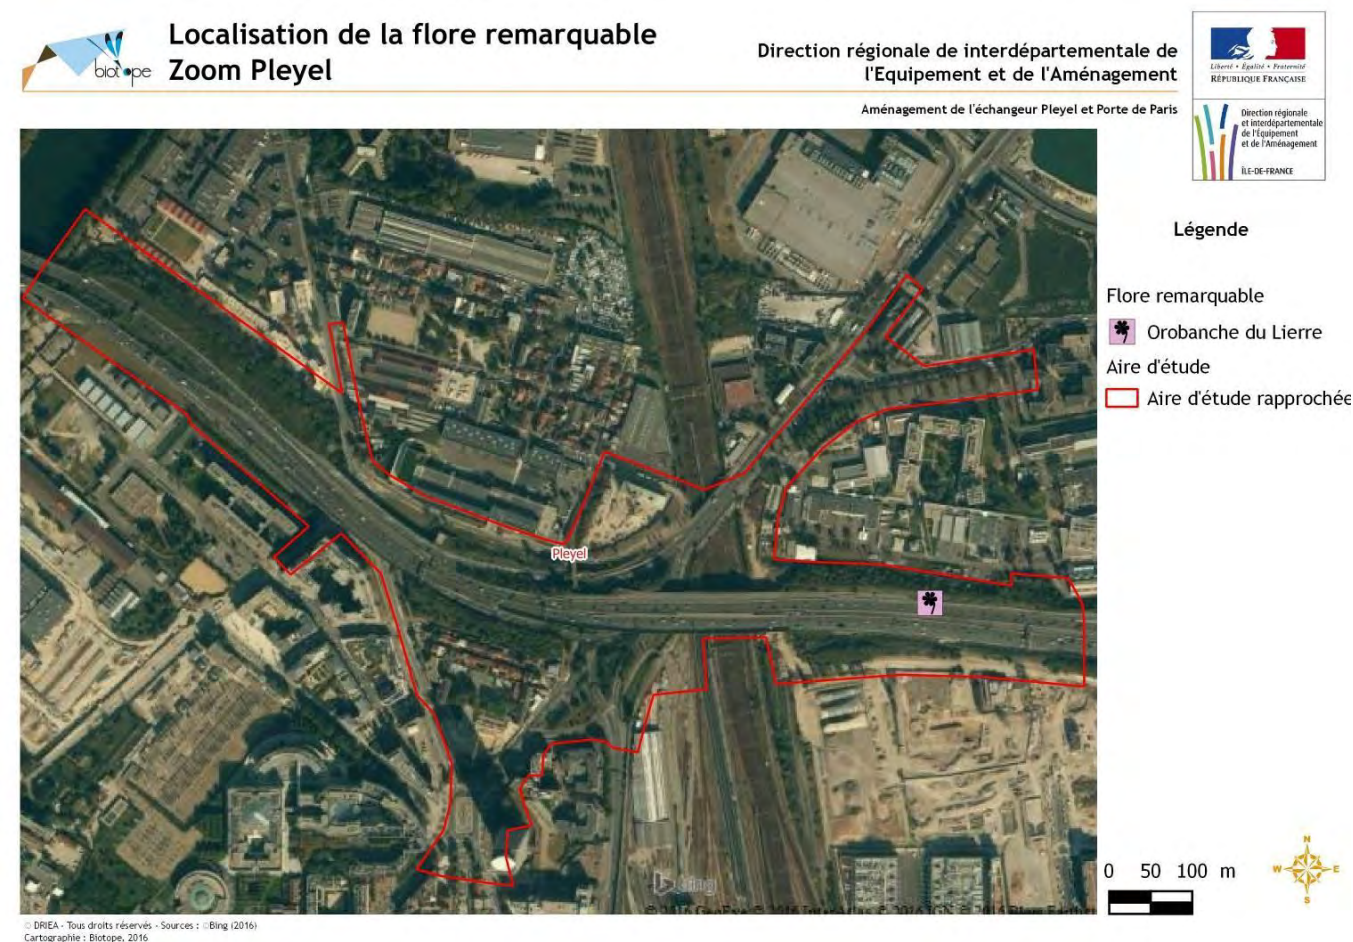 biotope
Localisation de la flore remarquable
Zoom Pleyel
Direction régionale de interdépartementale de
l'Equipement et de l'Aménagement
Aménagement de l'échangeur Pleyel et Porte de Paris
Liberté • Égalité • Fraternité
RÉPUBLIQUE FRANÇAISE
Direction régionale
et interdépartementale
de l'Équipement
et de l'Aménagement
ÎLE-DE-FRANCE
Légende
Flore remarquable
Orobanche du Lierre
Aire d'étude
Aire d'étude rapprochée
Pleyel
0 50 100 m
N
W E
S
bing
© DRIEA - Tous droits réservés - Sources : ©Bing (2016)
Cartographie : Biotope, 2016